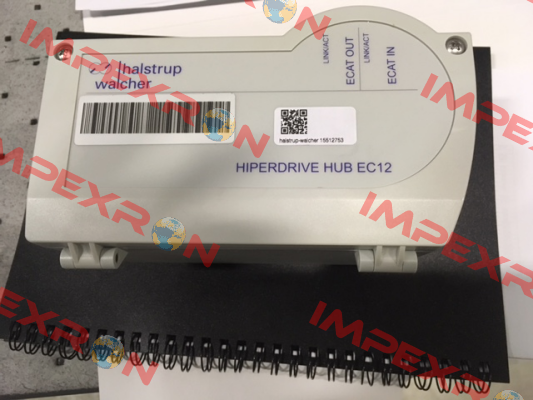 halstrup
walcher
LINK/ACT
ECAT OUT
LINK/ACT
ECAT IN
halstrup-walcher 15512753
HIPERDRIVE HUB EC12
IMPEXRON
IMPEXRON
IMPEXRON
IMPEXRON
IMPEXRON